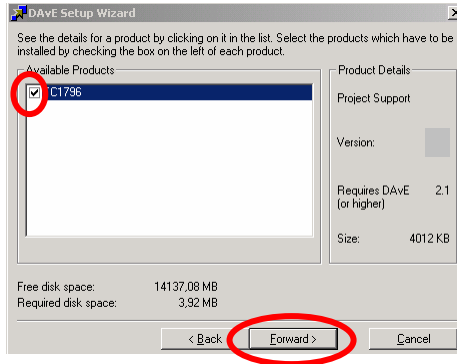 DAvE Setup Wizard
See the details for a product by clicking on it in the list. Select the products which have to be
installed by checking the box on the left of each product.
Available Products
TC1796
Product Details
Project Support
Version:
Requires DAvE 2.1
(or higher)
Size: 4012 KB
Free disk space: 14137,08 MB
Required disk space: 3,92 MB
< Back
Forward >
Cancel